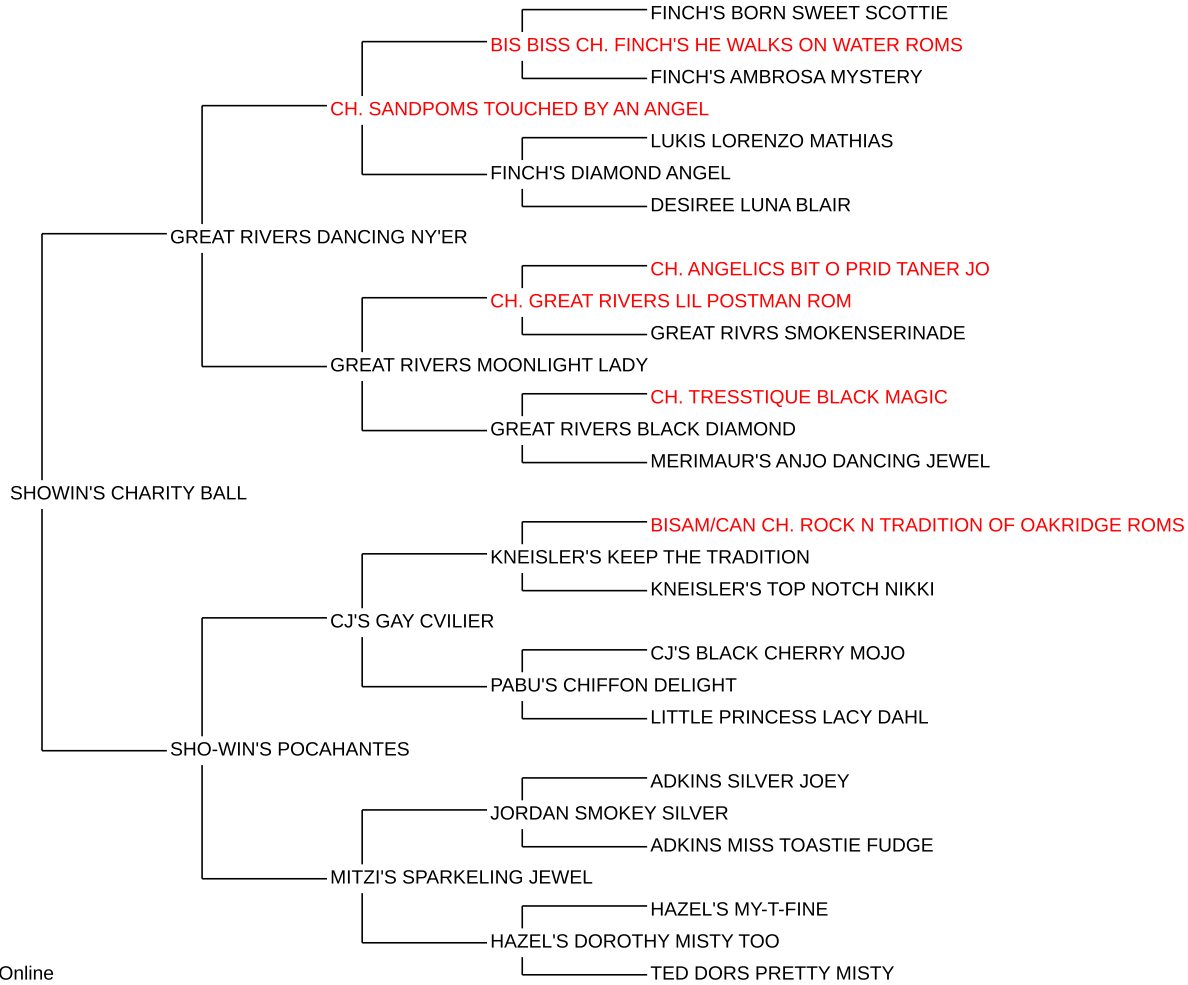 FINCH'S BORN SWEET SCOTTIE
BIS BISS CH. FINCH'S HE WALKS ON WATER ROMS
FINCH'S AMBROSA MYSTERY
CH. SANDPOMS TOUCHED BY AN ANGEL
LUKIS LORENZO MATHIAS
FINCH'S DIAMOND ANGEL
DESIREE LUNA BLAIR
GREAT RIVERS DANCING NY'ER
CH. ANGELICS BIT O PRID TANER JO
CH. GREAT RIVERS LIL POSTMAN ROM
GREAT RIVRS SMOKENSERINADE
GREAT RIVERS MOONLIGHT LADY
CH. TRESSTIQUE BLACK MAGIC
GREAT RIVERS BLACK DIAMOND
MERIMAUR'S ANJO DANCING JEWEL
SHOWIN'S CHARITY BALL
BISAM/CAN CH. ROCK N TRADITION OF OAKRIDGE ROMS
KNEISLER'S KEEP THE TRADITION
KNEISLER'S TOP NOTCH NIKKI
CJ'S GAY CVILIER
CJ'S BLACK CHERRY MOJO
PABU'S CHIFFON DELIGHT
LITTLE PRINCESS LACY DAHL
SHO-WIN'S POCAHANTES
ADKINS SILVER JOEY
JORDAN SMOKEY SILVER
ADKINS MISS TOASTIE FUDGE
MITZI'S SPARKELING JEWEL
HAZEL'S MY-T-FINE
HAZEL'S DOROTHY MISTY TOO
TED DORS PRETTY MISTY
Online